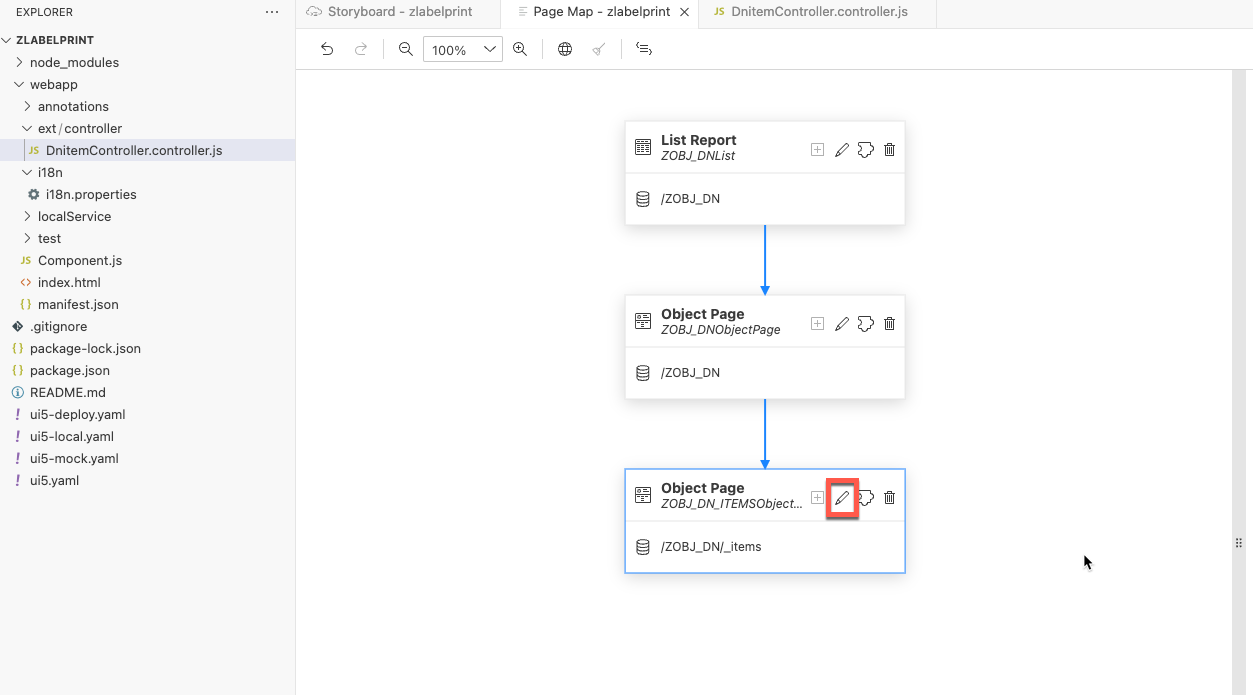 EXPLORER
ZLABELPRINT
node_modules
webapp
annotations
ext/controller
JS DnitemController.controller.js
i18n
i18n.properties
localService
test
JS Component.js
<> index.html
{} manifest.json
.gitignore
{} package-lock.json
{} package.json
README.md
! ui5-deploy.yaml
! ui5-local.yaml
! ui5-mock.yaml
! ui5.yaml
Storyboard - zlabelprint
Page Map - zlabelprint
JS DnitemController.controller.js
100%
List Report
ZOBJ_DNList
/ZOBJ_DN
Object Page
ZOBJ_DNObjectPage
/ZOBJ_DN
Object Page
ZOBJ_DN_ITEMSObject...
/ZOBJ_DN/_items